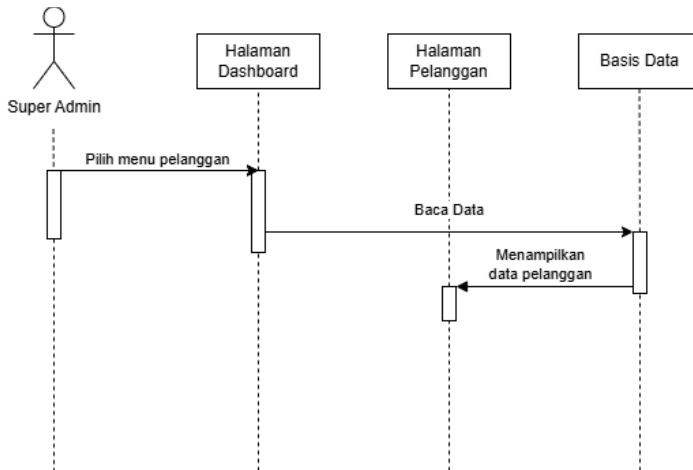 Halaman
Dashboard
Halaman
Pelanggan
Basis Data
Super Admin
Pilih menu pelanggan
Baca Data
Menampilkan
data pelanggan